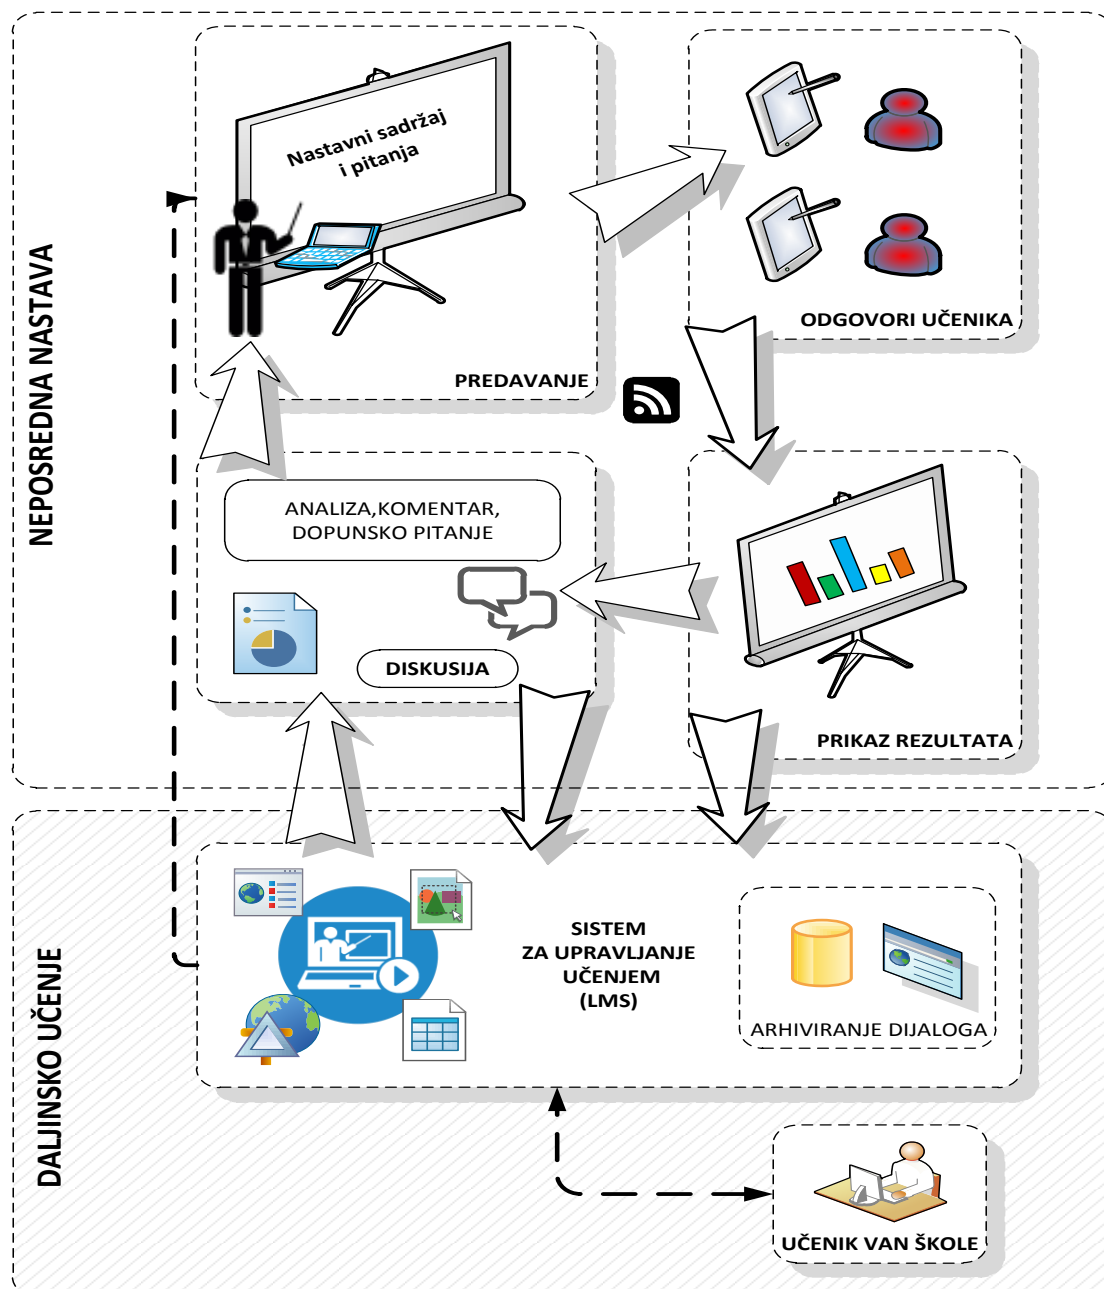 NEPOSREDNA NASTAVA
Nastavni sadržaj
i pitanja
PREDAVANJE
ODGOVORI UČENIKA
ANALIZA,KOMENTAR,
DOPUNSKO PITANJE
DISKUSIJA
PRIKAZ REZULTATA
DALJINSKO UČENJE
SISTEM
ZA UPRAVLJANJE
UČENJEM
(LMS)
ARHIVIRANJE DIJALOGA
UČENIK VAN ŠKOLE